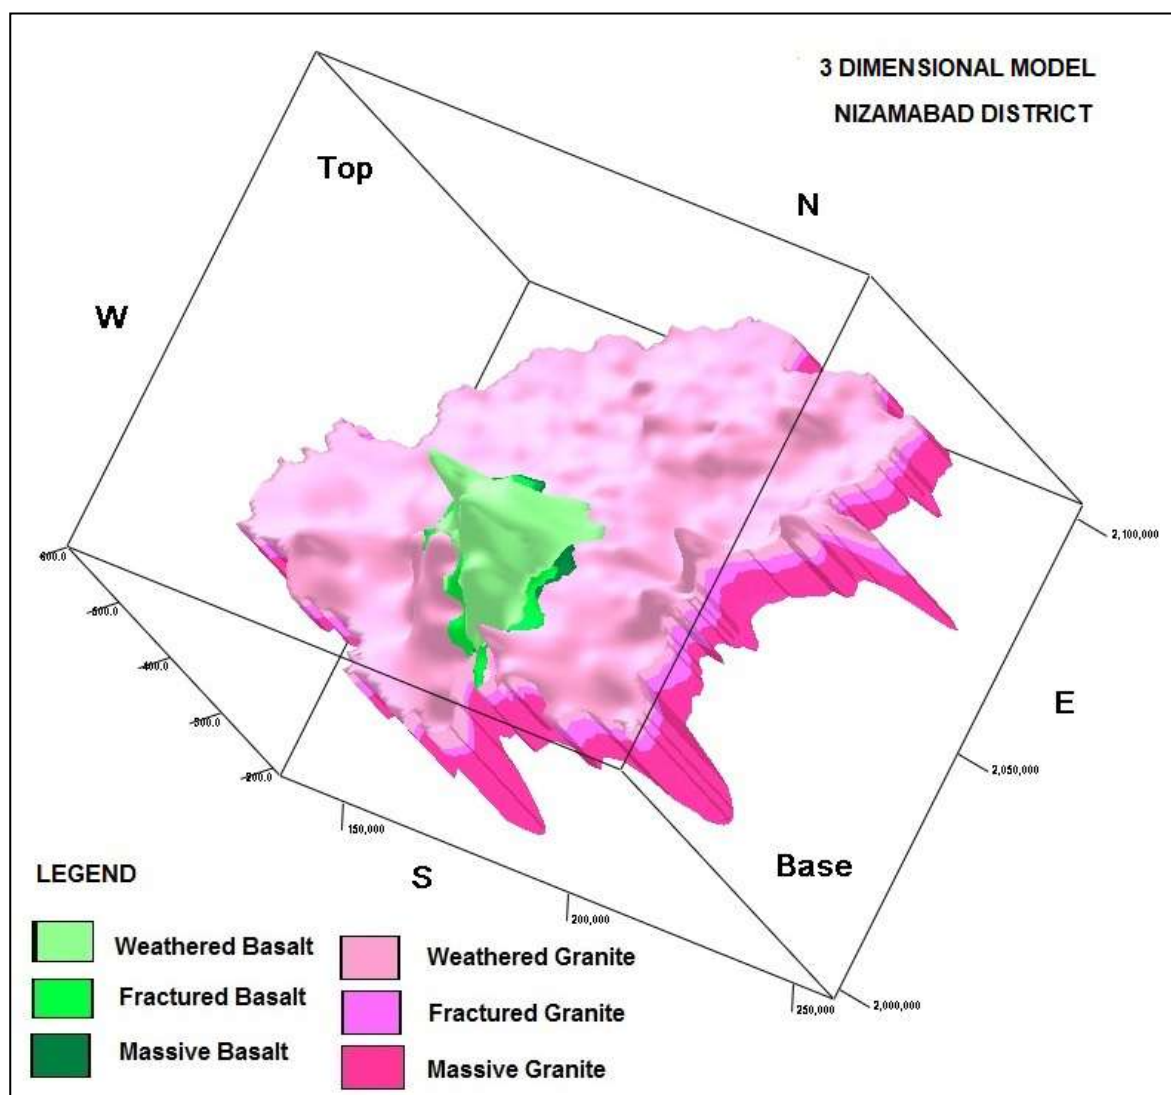 3 DIMENSIONAL MODEL
NIZAMABAD DISTRICT
Top
N
W
E
S
Base
600.0
500.0
400.0
300.0
200.0
150,000
200,000
250,000
2,000,000
2,050,000
2,100,000
LEGEND
Weathered Basalt
Fractured Basalt
Massive Basalt
Weathered Granite
Fractured Granite
Massive Granite